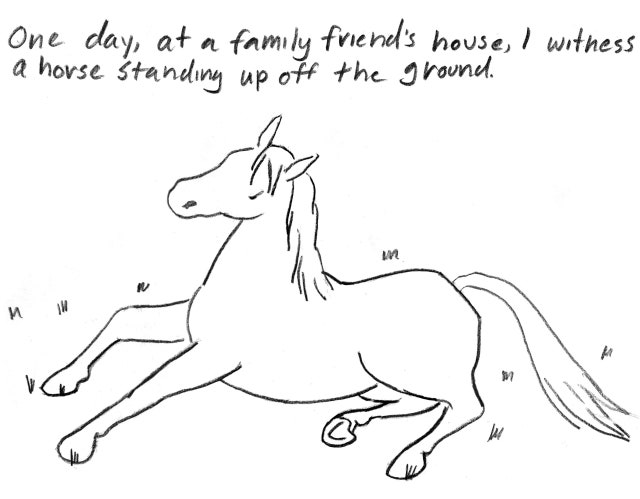 One day, at a family friend's house, I witness
a horse standing up off the ground.